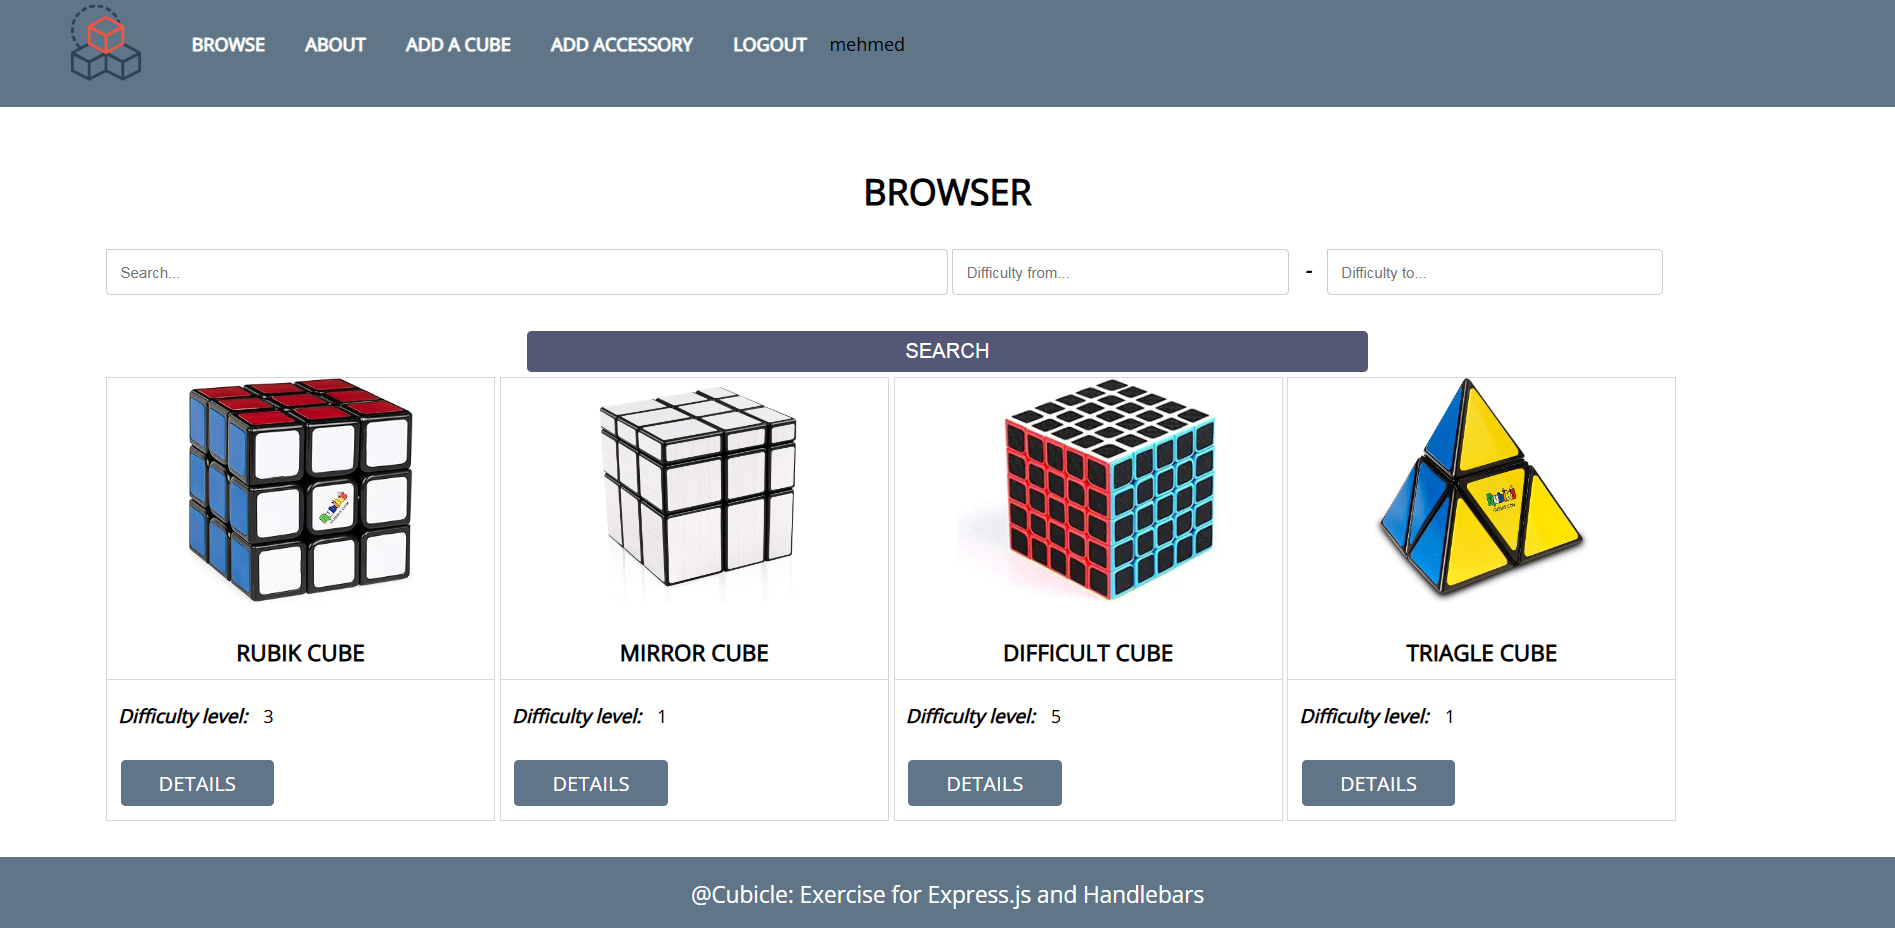 BROWSE ABOUT ADD A CUBE ADD ACCESSORY LOGOUT mehmed
BROWSER
Search... Difficulty from... - Difficulty to...
SEARCH
Rubik's
RUBIK CUBE MIRROR CUBE DIFFICULT CUBE TRIAGLE CUBE
Difficulty level: 3 Difficulty level: 1 Difficulty level: 5 Difficulty level: 1
DETAILS DETAILS DETAILS DETAILS
@Cubicle: Exercise for Express.js and Handlebars